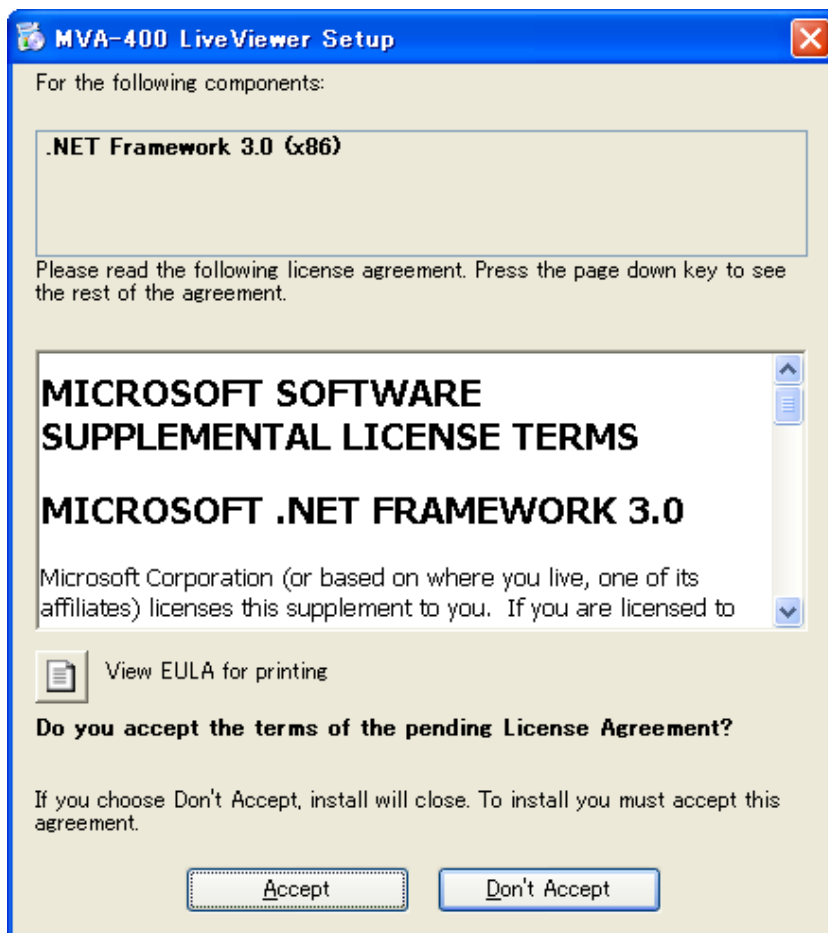 MVA-400 LiveViewer Setup
For the following components:
.NET Framework 3.0 (x86)
Please read the following license agreement. Press the page down key to see
the rest of the agreement.
MICROSOFT SOFTWARE
SUPPLEMENTAL LICENSE TERMS
MICROSOFT .NET FRAMEWORK 3.0
Microsoft Corporation (or based on where you live, one of its
affiliates) licenses this supplement to you.  If you are licensed to
View EULA for printing
Do you accept the terms of the pending License Agreement?
If you choose Don't Accept, install will close. To install you must accept this
agreement.
Accept
Don't Accept